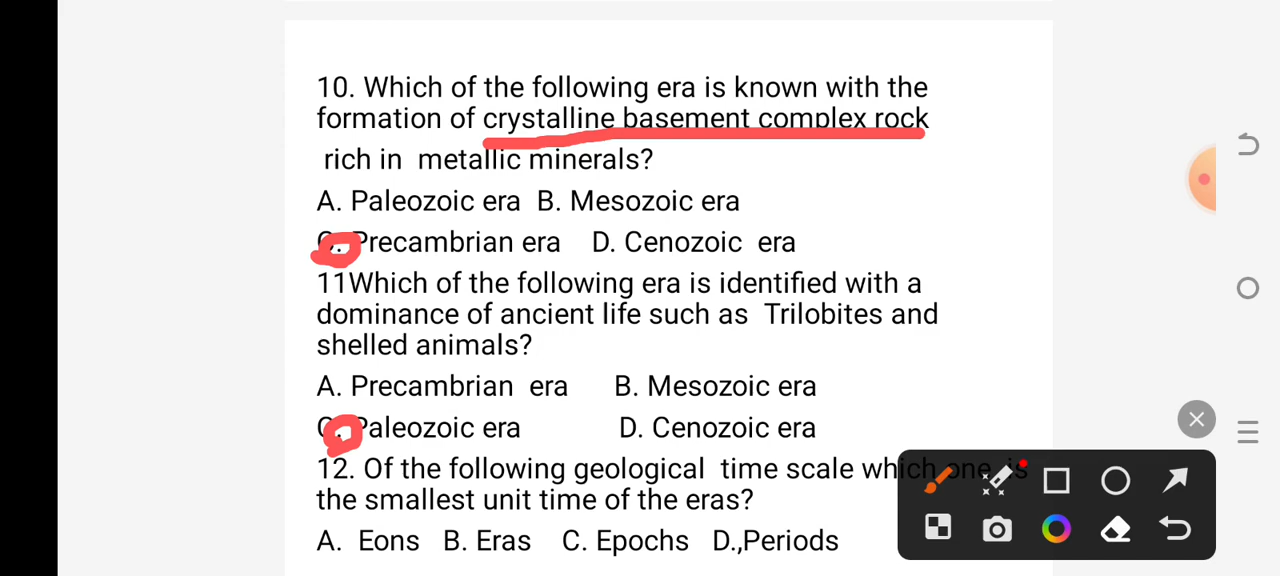 10. Which of the following era is known with the
formation of crystalline basement complex rock
rich in metallic minerals?
A. Paleozoic era B. Mesozoic era
C. Precambrian era D. Cenozoic era
11Which of the following era is identified with a
dominance of ancient life such as Trilobites and
shelled animals?
A. Precambrian era B. Mesozoic era
C. Paleozoic era D. Cenozoic era
12. Of the following geological time scale which one is
the smallest unit time of the eras?
A. Eons B. Eras C. Epochs D.,Periods